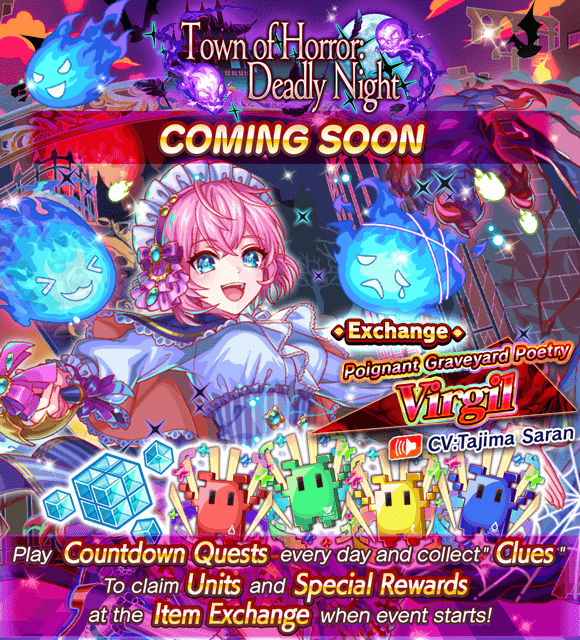 Town of Horror:
Deadly Night
COMING SOON
Exchange
Poignant Graveyard Poetry
Virgil
CV:Tajima Saran
Play Countdown Quests every day and collect "Clues"
To claim Units and Special Rewards
at the Item Exchange when event starts!